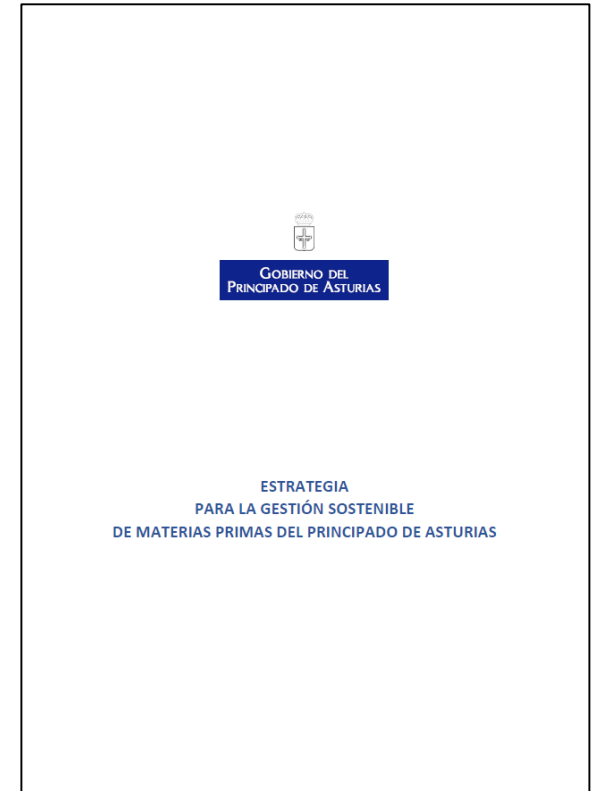 GOBIERNO DEL
PRINCIPADO DE ASTURIAS
ESTRATEGIA
PARA LA GESTIÓN SOSTENIBLE
DE MATERIAS PRIMAS DEL PRINCIPADO DE ASTURIAS